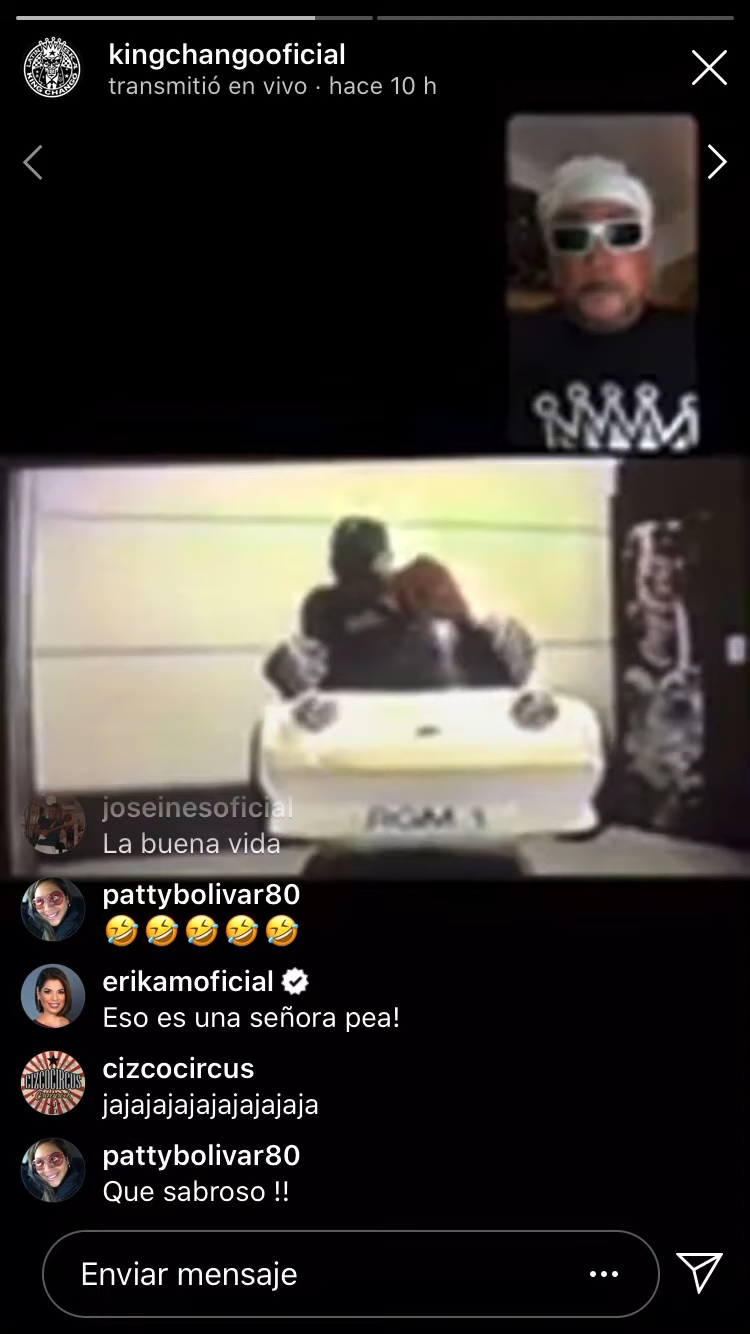 kingchangooficial
transmitió en vivo · hace 10 h
joseinesoficial
La buena vida
pattybolivar80
🤣🤣🤣🤣🤣
erikamoficial
Eso es una señora pea!
cizcocircus
jajajajajajajajajaja
pattybolivar80
Que sabroso !!
Enviar mensaje